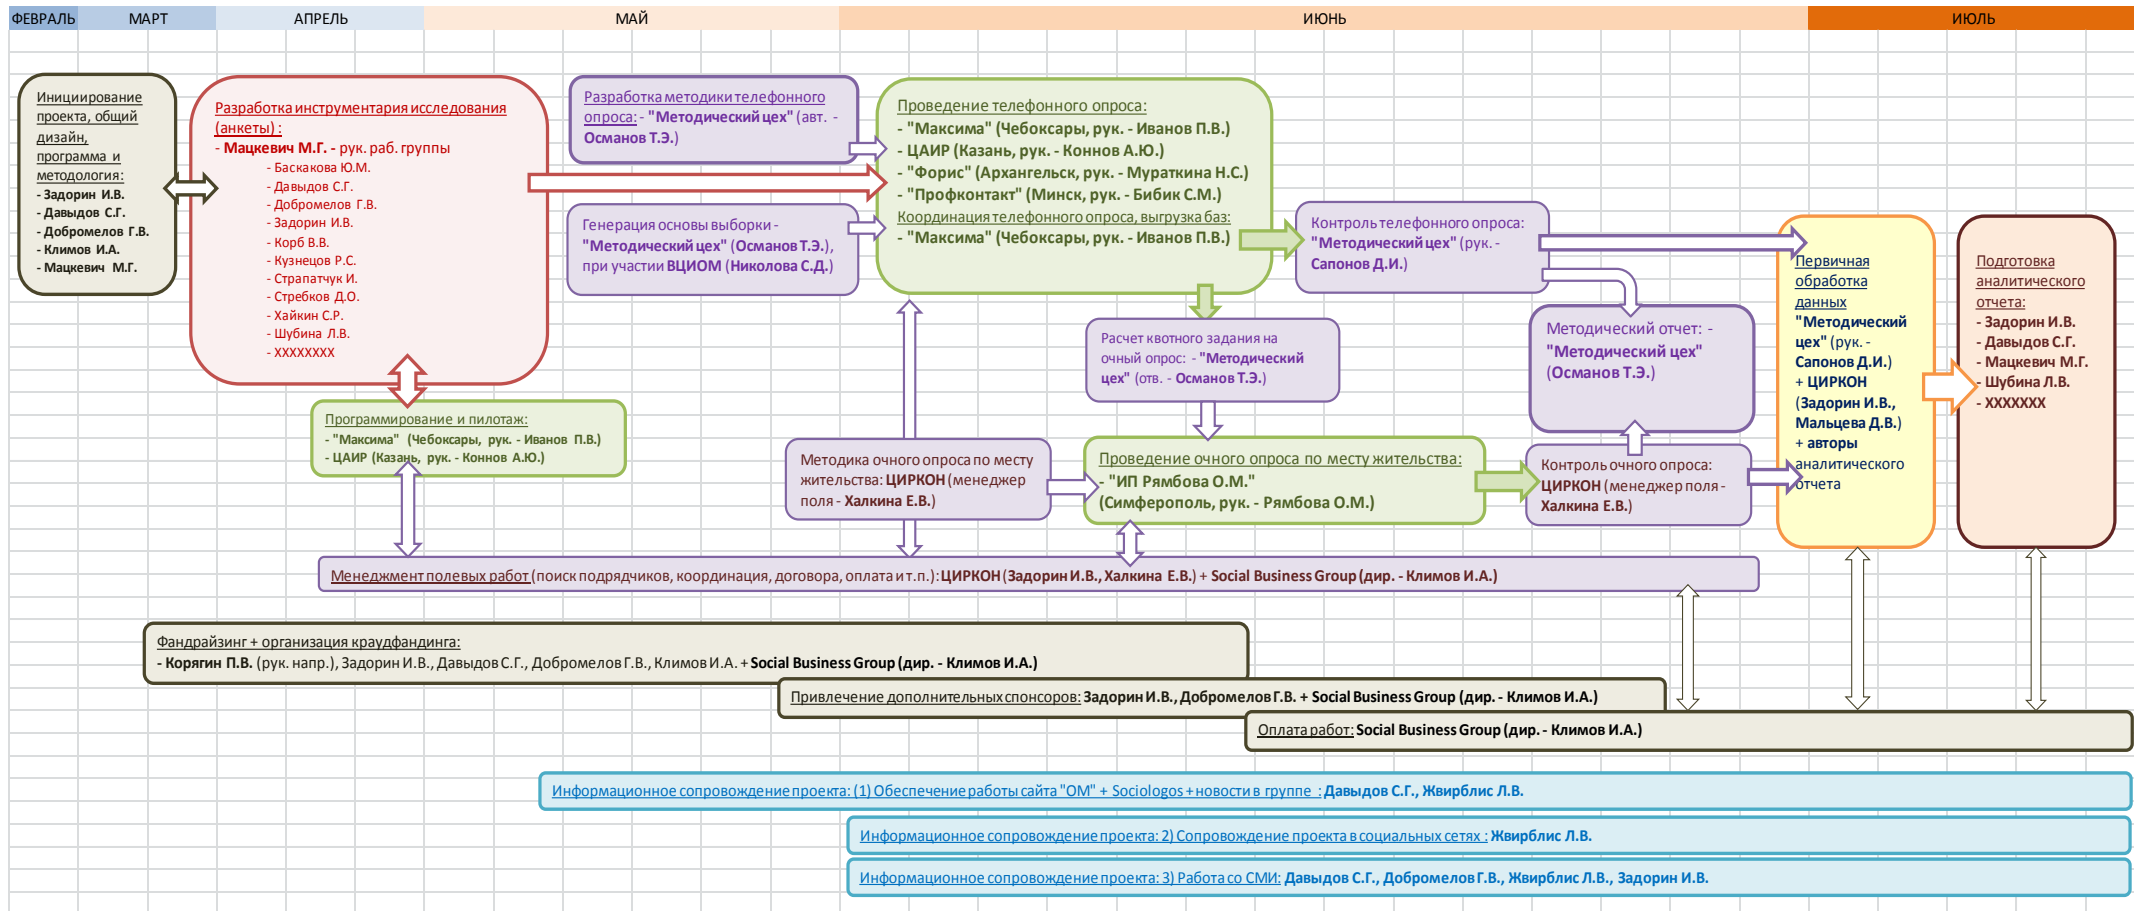 ФЕВРАЛЬ
МАРТ
АПРЕЛЬ
МАЙ
ИЮНЬ
ИЮЛЬ
Инициирование
проекта, общий
дизайн,
программа и
методология:
- Задорин И.В.
- Давыдов С.Г.
- Добромелов Г.В.
- Климов И.А.
- Мацкевич М.Г.
Разработка инструментария исследования
(анкеты) :
- Мацкевич М.Г. - рук. раб. группы
- Баскакова Ю.М.
- Давыдов С.Г.
- Добромелов Г.В.
- Задорин И.В.
- Корб В.В.
- Кузнецов Р.С.
- Страпатчук И.
- Стребков Д.О.
- Хайкин С.Р.
- Шубина Л.В.
- ХХХХХХХХ
Программирование и пилотаж:
- "Максима" (Чебоксары, рук. - Иванов П.В.)
- ЦАИР (Казань, рук. - Коннов А.Ю.)
Разработка методики телефонного
опроса: - "Методический цех" (авт. -
Османов Т.Э.)
Генерация основы выборки -
"Методический цех" (Османов Т.Э.),
при участии ВЦИОМ (Николова С.Д.)
Проведение телефонного опроса:
- "Максима" (Чебоксары, рук. - Иванов П.В.)
- ЦАИР (Казань, рук. - Коннов А.Ю.)
- "Форис" (Архангельск, рук. - Мураткина Н.С.)
- "Профконтакт" (Минск, рук. - Бибик С.М.)
Координация телефонного опроса, выгрузка баз:
- "Максима" (Чебоксары, рук. - Иванов П.В.)
Контроль телефонного опроса:
"Методический цех" (рук. -
Сапонов Д.И.)
Расчет квотного задания на
очный опрос: - "Методический
цех" (отв. - Османов Т.Э.)
Методический отчет: -
"Методический цех"
(Османов Т.Э.)
Методика очного опроса по месту
жительства: ЦИРКОН (менеджер
поля - Халкина Е.В.)
Проведение очного опроса по месту жительства:
- "ИП Рямбова О.М."
(Симферополь, рук. - Рямбова О.М.)
Контроль очного опроса:
ЦИРКОН (менеджер поля -
Халкина Е.В.)
Первичная
обработка
данных
"Методический
цех" (рук. -
Сапонов Д.И.)
+ ЦИРКОН
(Задорин И.В.,
Мальцева Д.В.)
+ авторы
аналитического
отчета
Подготовка
аналитического
отчета:
- Задорин И.В.
- Давыдов С.Г.
- Мацкевич М.Г.
- Шубина Л.В.
- ХХХХХХХ
Менеджмент полевых работ (поиск подрядчиков, координация, договора, оплата и т.п.): ЦИРКОН (Задорин И.В., Халкина Е.В.) + Social Business Group (дир. - Климов И.А.)
Фандрайзинг + организация краудфандинга:
- Корягин П.В. (рук. напр.), Задорин И.В., Давыдов С.Г., Добромелов Г.В., Климов И.А. + Social Business Group (дир. - Климов И.А.)
Привлечение дополнительных спонсоров: Задорин И.В., Добромелов Г.В. + Social Business Group (дир. - Климов И.А.)
Оплата работ: Social Business Group (дир. - Климов И.А.)
Информационное сопровождение проекта: (1) Обеспечение работы сайта "ОМ" + Sociologos + новости в группе : Давыдов С.Г., Жвирблис Л.В.
Информационное сопровождение проекта: 2) Сопровождение проекта в социальных сетях : Жвирблис Л.В.
Информационное сопровождение проекта: 3) Работа со СМИ: Давыдов С.Г., Добромелов Г.В., Жвирблис Л.В., Задорин И.В.